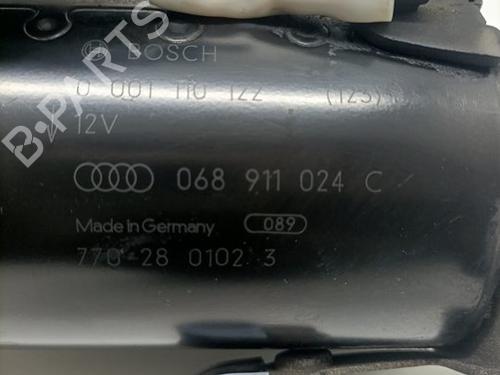 BOSCH
0 001 110 122 (123)
12V
068 911 024 C
Made in Germany 089
770 28 0102 3
B-PARTS